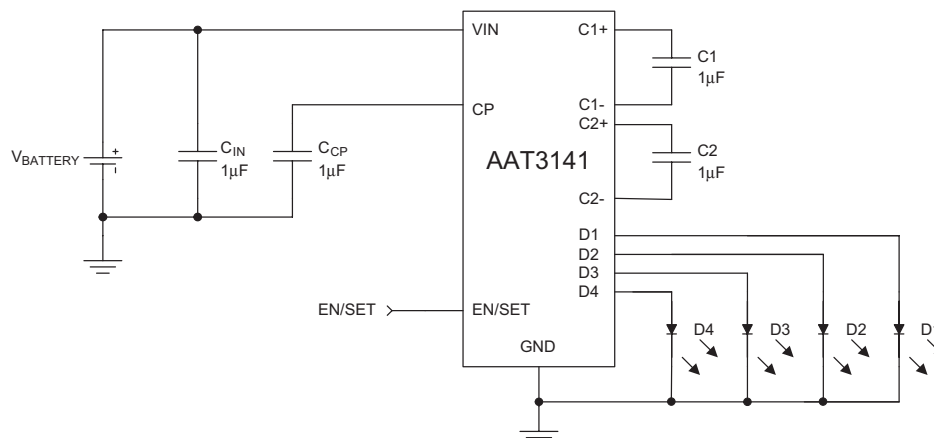 VIN
C1+
C1
1µF
C1-
CP
C2+
AAT3141
C2
1µF
C2-
VBATTERY
+
-
CIN
1µF
CCP
1µF
D1
D2
D3
D4
EN/SET
EN/SET
GND
D4
D3
D2
D1